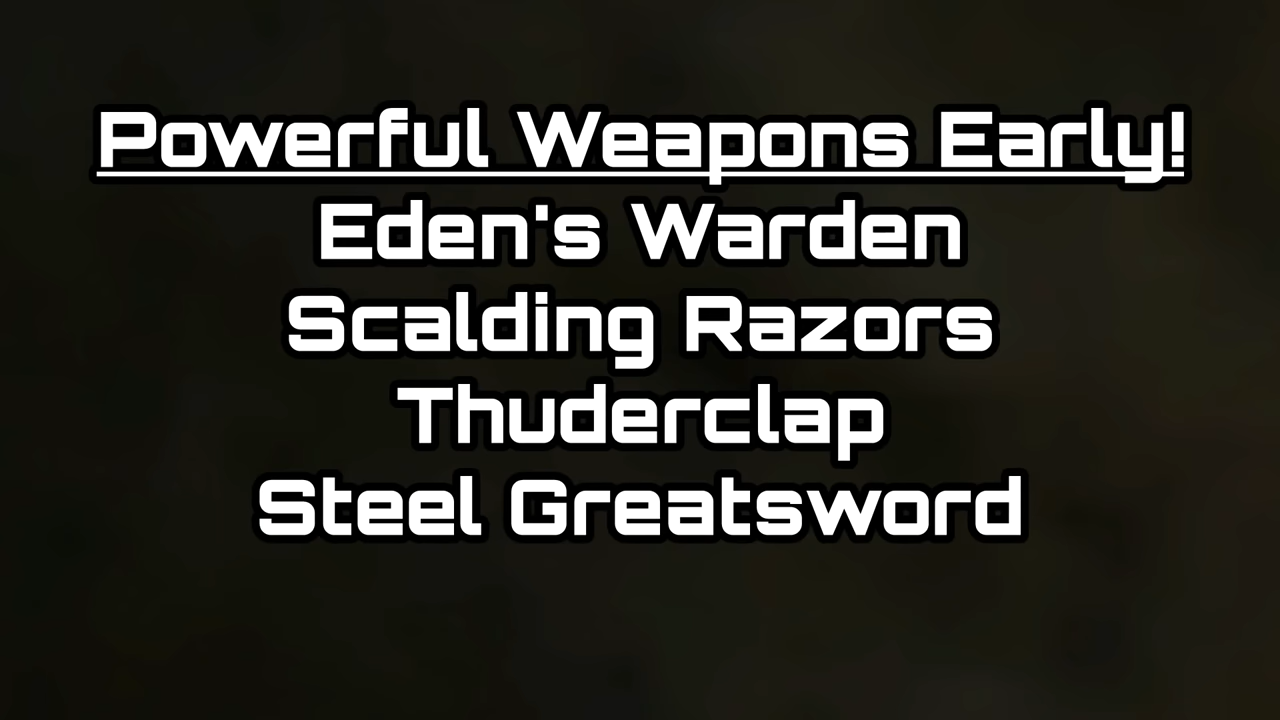 Powerful Weapons Early!
Eden's Warden
Scalding Razors
Thuderclap
Steel Greatsword